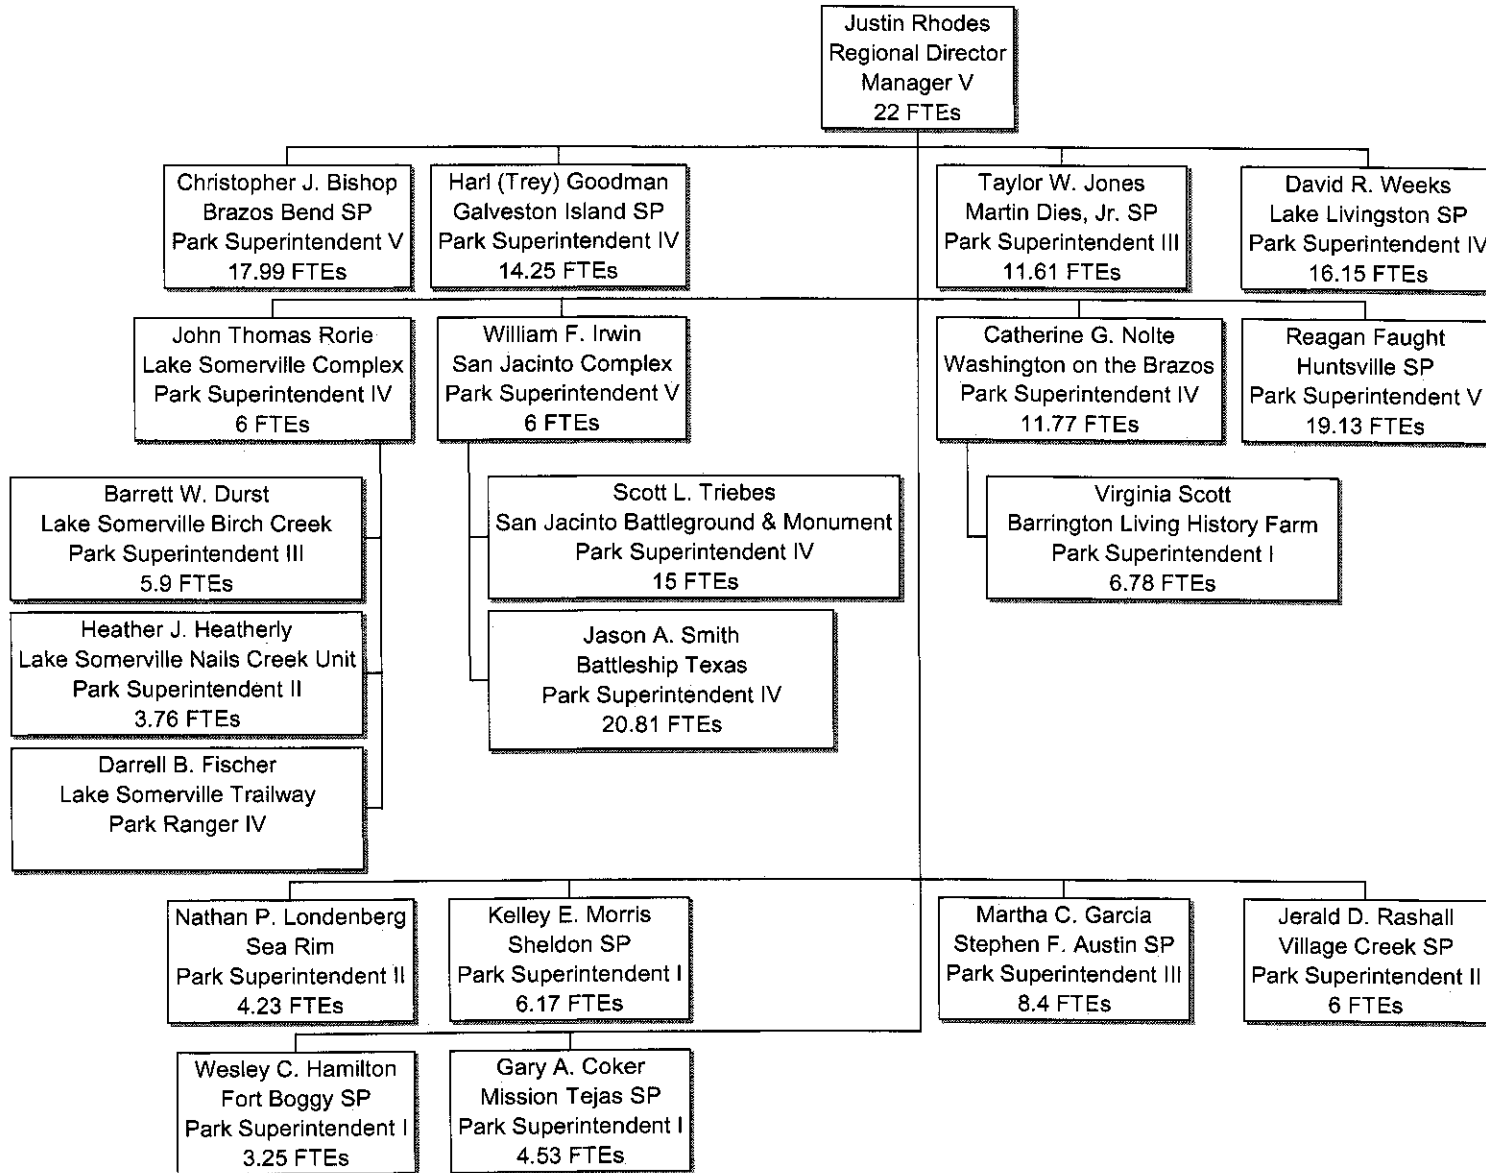 Justin Rhodes
Regional Director
Manager V
22 FTEs
Christopher J. Bishop
Brazos Bend SP
Park Superintendent V
17.99 FTEs
Harl (Trey) Goodman
Galveston Island SP
Park Superintendent IV
14.25 FTEs
Taylor W. Jones
Martin Dies, Jr. SP
Park Superintendent III
11.61 FTEs
David R. Weeks
Lake Livingston SP
Park Superintendent IV
16.15 FTEs
John Thomas Rorie
Lake Somerville Complex
Park Superintendent IV
6 FTEs
William F. Irwin
San Jacinto Complex
Park Superintendent V
6 FTEs
Catherine G. Nolte
Washington on the Brazos
Park Superintendent IV
11.77 FTEs
Reagan Faught
Huntsville SP
Park Superintendent V
19.13 FTEs
Barrett W. Durst
Lake Somerville Birch Creek
Park Superintendent III
5.9 FTEs
Heather J. Heatherly
Lake Somerville Nails Creek Unit
Park Superintendent II
3.76 FTEs
Darrell B. Fischer
Lake Somerville Trailway
Park Ranger IV
Scott L. Triebes
San Jacinto Battleground & Monument
Park Superintendent IV
15 FTEs
Jason A. Smith
Battleship Texas
Park Superintendent IV
20.81 FTEs
Virginia Scott
Barrington Living History Farm
Park Superintendent I
6.78 FTEs
Nathan P. Londenberg
Sea Rim
Park Superintendent II
4.23 FTEs
Kelley E. Morris
Sheldon SP
Park Superintendent I
6.17 FTEs
Martha C. Garcia
Stephen F. Austin SP
Park Superintendent III
8.4 FTEs
Jerald D. Rashall
Village Creek SP
Park Superintendent II
6 FTEs
Wesley C. Hamilton
Fort Boggy SP
Park Superintendent I
3.25 FTEs
Gary A. Coker
Mission Tejas SP
Park Superintendent I
4.53 FTEs